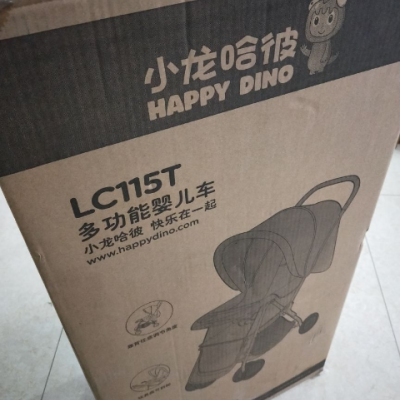 小龙哈彼
HAPPY DINO
LC115T
多功能婴儿车
小龙哈彼 快乐在一起
www.happydino.com